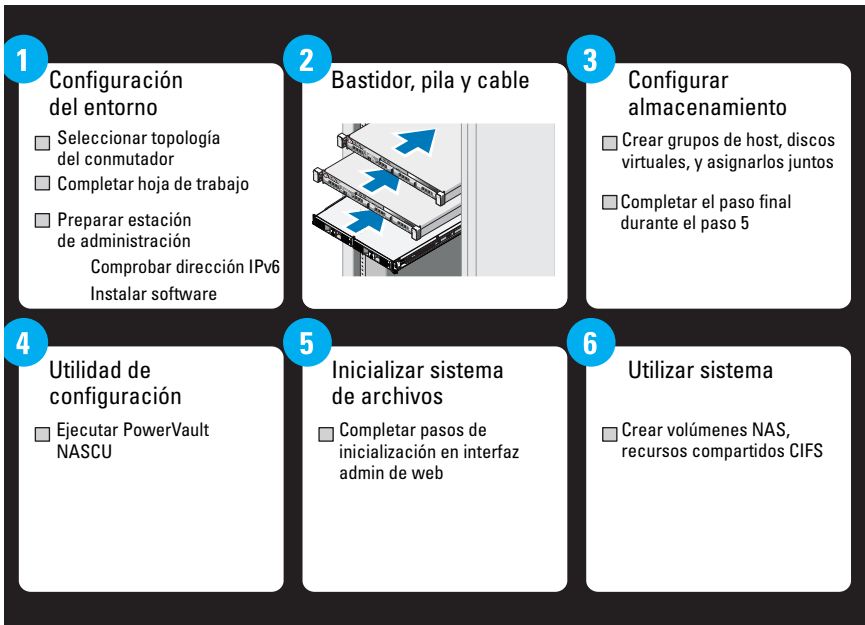 1
Configuración
del entorno
Seleccionar topología
del conmutador
Completar hoja de trabajo
Preparar estación
de administración
Comprobar dirección IPv6
Instalar software
2
Bastidor, pila y cable
3
Configurar
almacenamiento
Crear grupos de host, discos
virtuales, y asignarlos juntos
Completar el paso final
durante el paso 5
4
Utilidad de
configuración
Ejecutar PowerVault
NASCU
5
Inicializar sistema
de archivos
Completar pasos de
inicialización en interfaz
admin de web
6
Utilizar sistema
Crear volúmenes NAS,
recursos compartidos CIFS